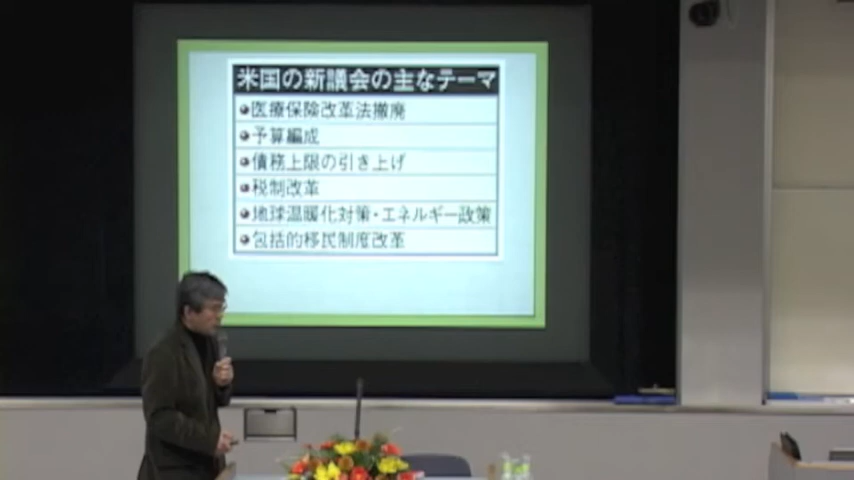 米国の新議会の主なテーマ
医療保険改革法撤廃
予算編成
債務上限の引き上げ
税制改革
地球温暖化対策・エネルギー政策
包括的移民制度改革